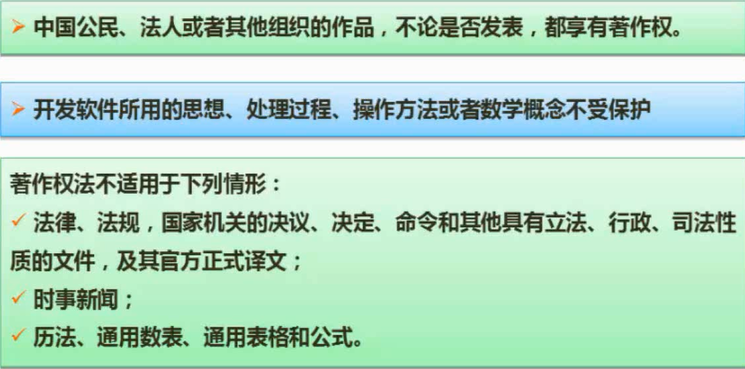 ➢ 中国公民、法人或者其他组织的作品，不论是否发表，都享有著作权。
➢ 开发软件所用的思想、处理过程、操作方法或者数学概念不受保护
著作权法不适用于下列情形：
✓ 法律、法规，国家机关的决议、决定、命令和其他具有立法、行政、司法性
质的文件，及其官方正式译文；
✓ 时事新闻；
✓ 历法、通用数表、通用表格和公式。